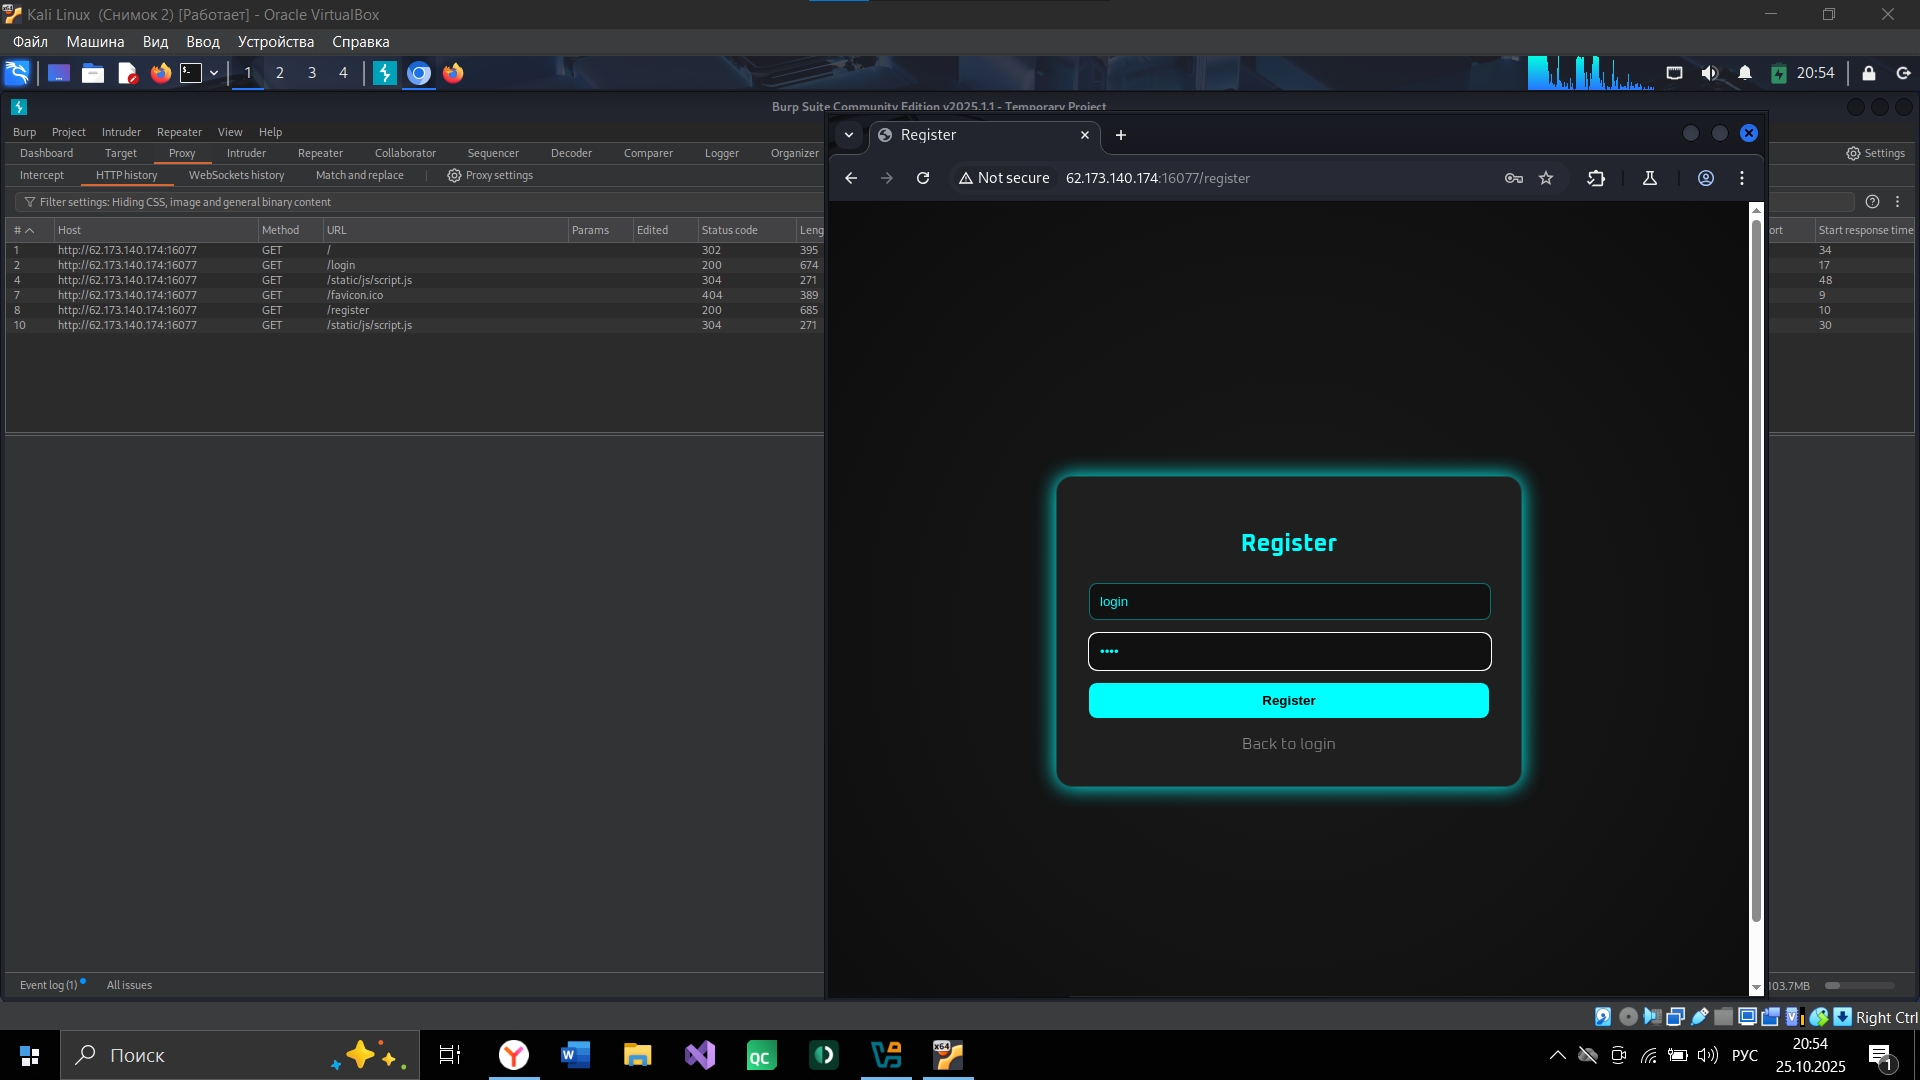 Kali Linux (Снимок 2) [Работает] - Oracle VirtualBox
Файл Машина Вид Ввод Устройства Справка
1 2 3 4 20:54
Burp Suite Community Edition v2025.1.1 - Temporary Project
Burp Project Intruder Repeater View Help
Dashboard Target Proxy Intruder Repeater Collaborator Sequencer Decoder Comparer Logger Organizer Settings
Intercept HTTP history WebSockets history Match and replace Proxy settings
Filter settings: Hiding CSS, image and general binary content
# Host Method URL Params Edited Status code Leng ort Start response time
1 http://62.173.140.174:16077 GET / 302 395 34
2 http://62.173.140.174:16077 GET /login 200 674 17
4 http://62.173.140.174:16077 GET /static/js/script.js 304 271 48
7 http://62.173.140.174:16077 GET /favicon.ico 404 389 9
8 http://62.173.140.174:16077 GET /register 200 685 10
10 http://62.173.140.174:16077 GET /static/js/script.js 304 271 30
Register
Not secure 62.173.140.174:16077/register
Register
login
••••
Register
Back to login
Event log (1) All issues 103.7MB
Right Ctrl
Поиск
РУС
20:54
25.10.2025
1